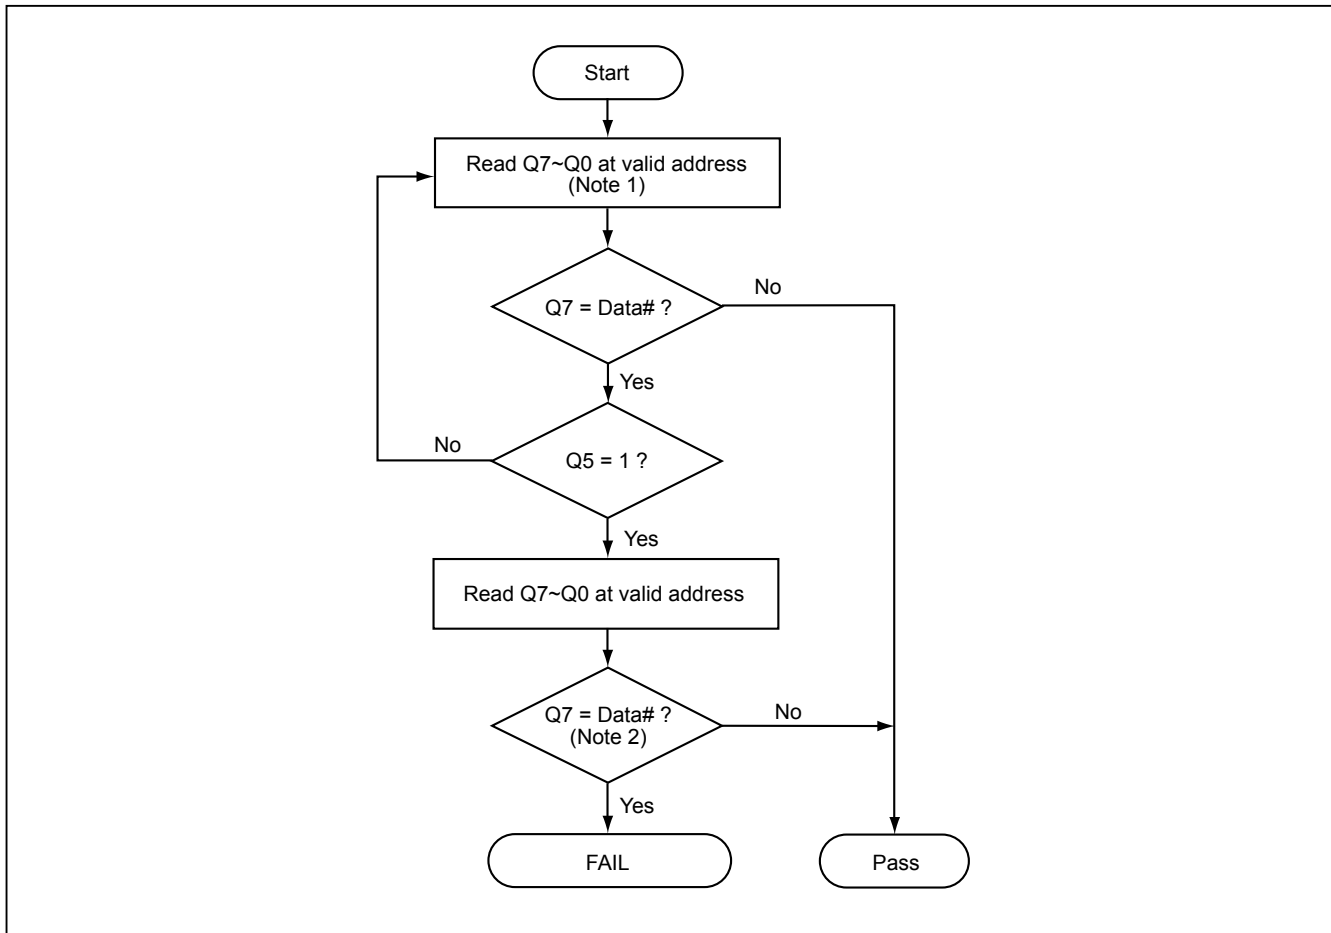 Start
Read Q7~Q0 at valid address
(Note 1)
Q7 = Data# ?
No
Yes
Q5 = 1 ?
No
Yes
Read Q7~Q0 at valid address
Q7 = Data# ?
(Note 2)
No
Yes
FAIL
Pass